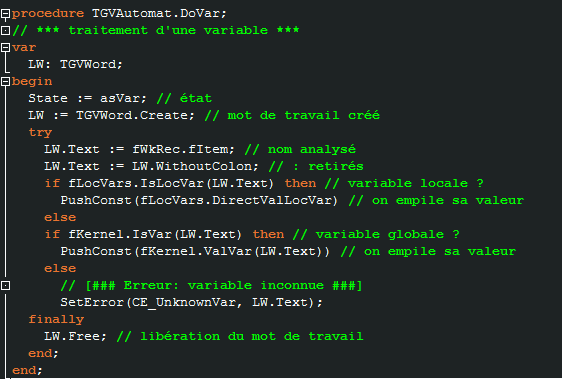 procedure TGVAutomat.DoVar;
// *** traitement d'une variable ***
var
  LW: TGVWord;
begin
  State := asVar; // état
  LW := TGVWord.Create; // mot de travail créé
  try
    LW.Text := fWkRec.fItem; // nom analysé
    LW.Text := LW.WithoutColon; // : retirés
    if fLocVars.IsLocVar(LW.Text) then // variable locale ?
      PushConst(fLocVars.DirectValLocVar) // on empile sa valeur
    else
    if fKernel.IsVar(LW.Text) then // variable globale ?
      PushConst(fKernel.ValVar(LW.Text)) // on empile sa valeur
    else
      // [### Erreur: variable inconnue ###]
      SetError(CE_UnknownVar, LW.Text);
  finally
    LW.Free; // libération du mot de travail
  end;
end;